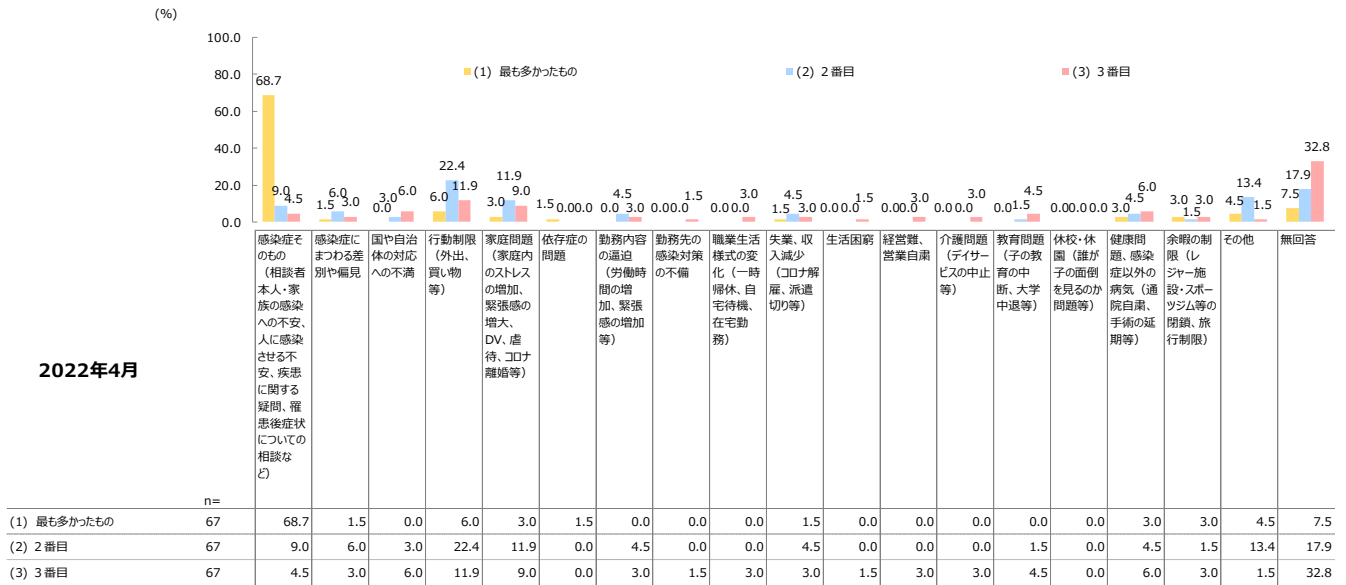 (%)
100.0
80.0
60.0
40.0
20.0
0.0
(1) 最も多かったもの
(2) 2番目
(3) 3番目
68.7
9.0
4.5
1.5
6.0
3.0
0.0
3.0
6.0
6.0
22.4
11.9
3.0
11.9
9.0
1.5
0.0
0.0
0.0
4.5
3.0
0.0
0.0
1.5
0.0
0.0
3.0
1.5
4.5
3.0
0.0
0.0
1.5
0.0
0.0
3.0
0.0
0.0
3.0
0.0
1.5
4.5
0.0
0.0
0.0
3.0
4.5
6.0
3.0
1.5
3.0
4.5
13.4
1.5
7.5
17.9
32.8
2022年4月
感染症そ
のもの
（相談者
本人・家
族の感染
への不安、
人に感染
させる不
安、疾患
に関する
疑問、罹
患後症状
についての
相談な
ど）
感染症に
まつわる差
別や偏見
国や自治
体の対応
への不満
行動制限
（外出、
買い物
等）
家庭問題
（家庭内
のストレス
の増加、
緊張感の
増大、
DV、虐
待、コロナ
離婚等）
依存症の
問題
勤務内容
の逼迫
（労働時
間の増
加、緊張
感の増加
等）
勤務先の
感染対策
の不備
職業生活
様式の変
化（一時
帰休、自
宅待機、
在宅勤
務）
失業、収
入減少
（コロナ解
雇、派遣
切り等）
生活困窮
経営難、
営業自粛
介護問題
（デイサー
ビスの中止
等）
教育問題
（子の教
育の中
断、大学
中退等）
休校・休
園（誰が
子の面倒
を見るのか
問題等）
健康問
題、感染
症以外の
病気（通
院自粛、
手術の延
期等）
余暇の制
限（レ
ジャー施
設・スポー
ツジム等の
閉鎖、旅
行制限）
その他
無回答
n=
(1) 最も多かったもの 67 68.7 1.5 0.0 6.0 3.0 1.5 0.0 0.0 0.0 1.5 0.0 0.0 0.0 0.0 0.0 3.0 3.0 4.5 7.5
(2) 2番目 67 9.0 6.0 3.0 22.4 11.9 0.0 4.5 0.0 0.0 4.5 0.0 0.0 0.0 1.5 0.0 4.5 1.5 13.4 17.9
(3) 3番目 67 4.5 3.0 6.0 11.9 9.0 0.0 3.0 1.5 3.0 3.0 1.5 3.0 3.0 4.5 0.0 6.0 3.0 1.5 32.8